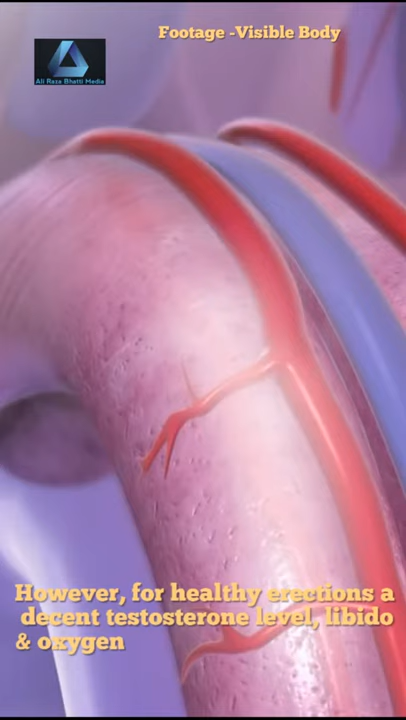 Footage -Visible Body
Ali Raza Bhatti Media
However, for healthy erections a
decent testosterone level, libido
& oxygen